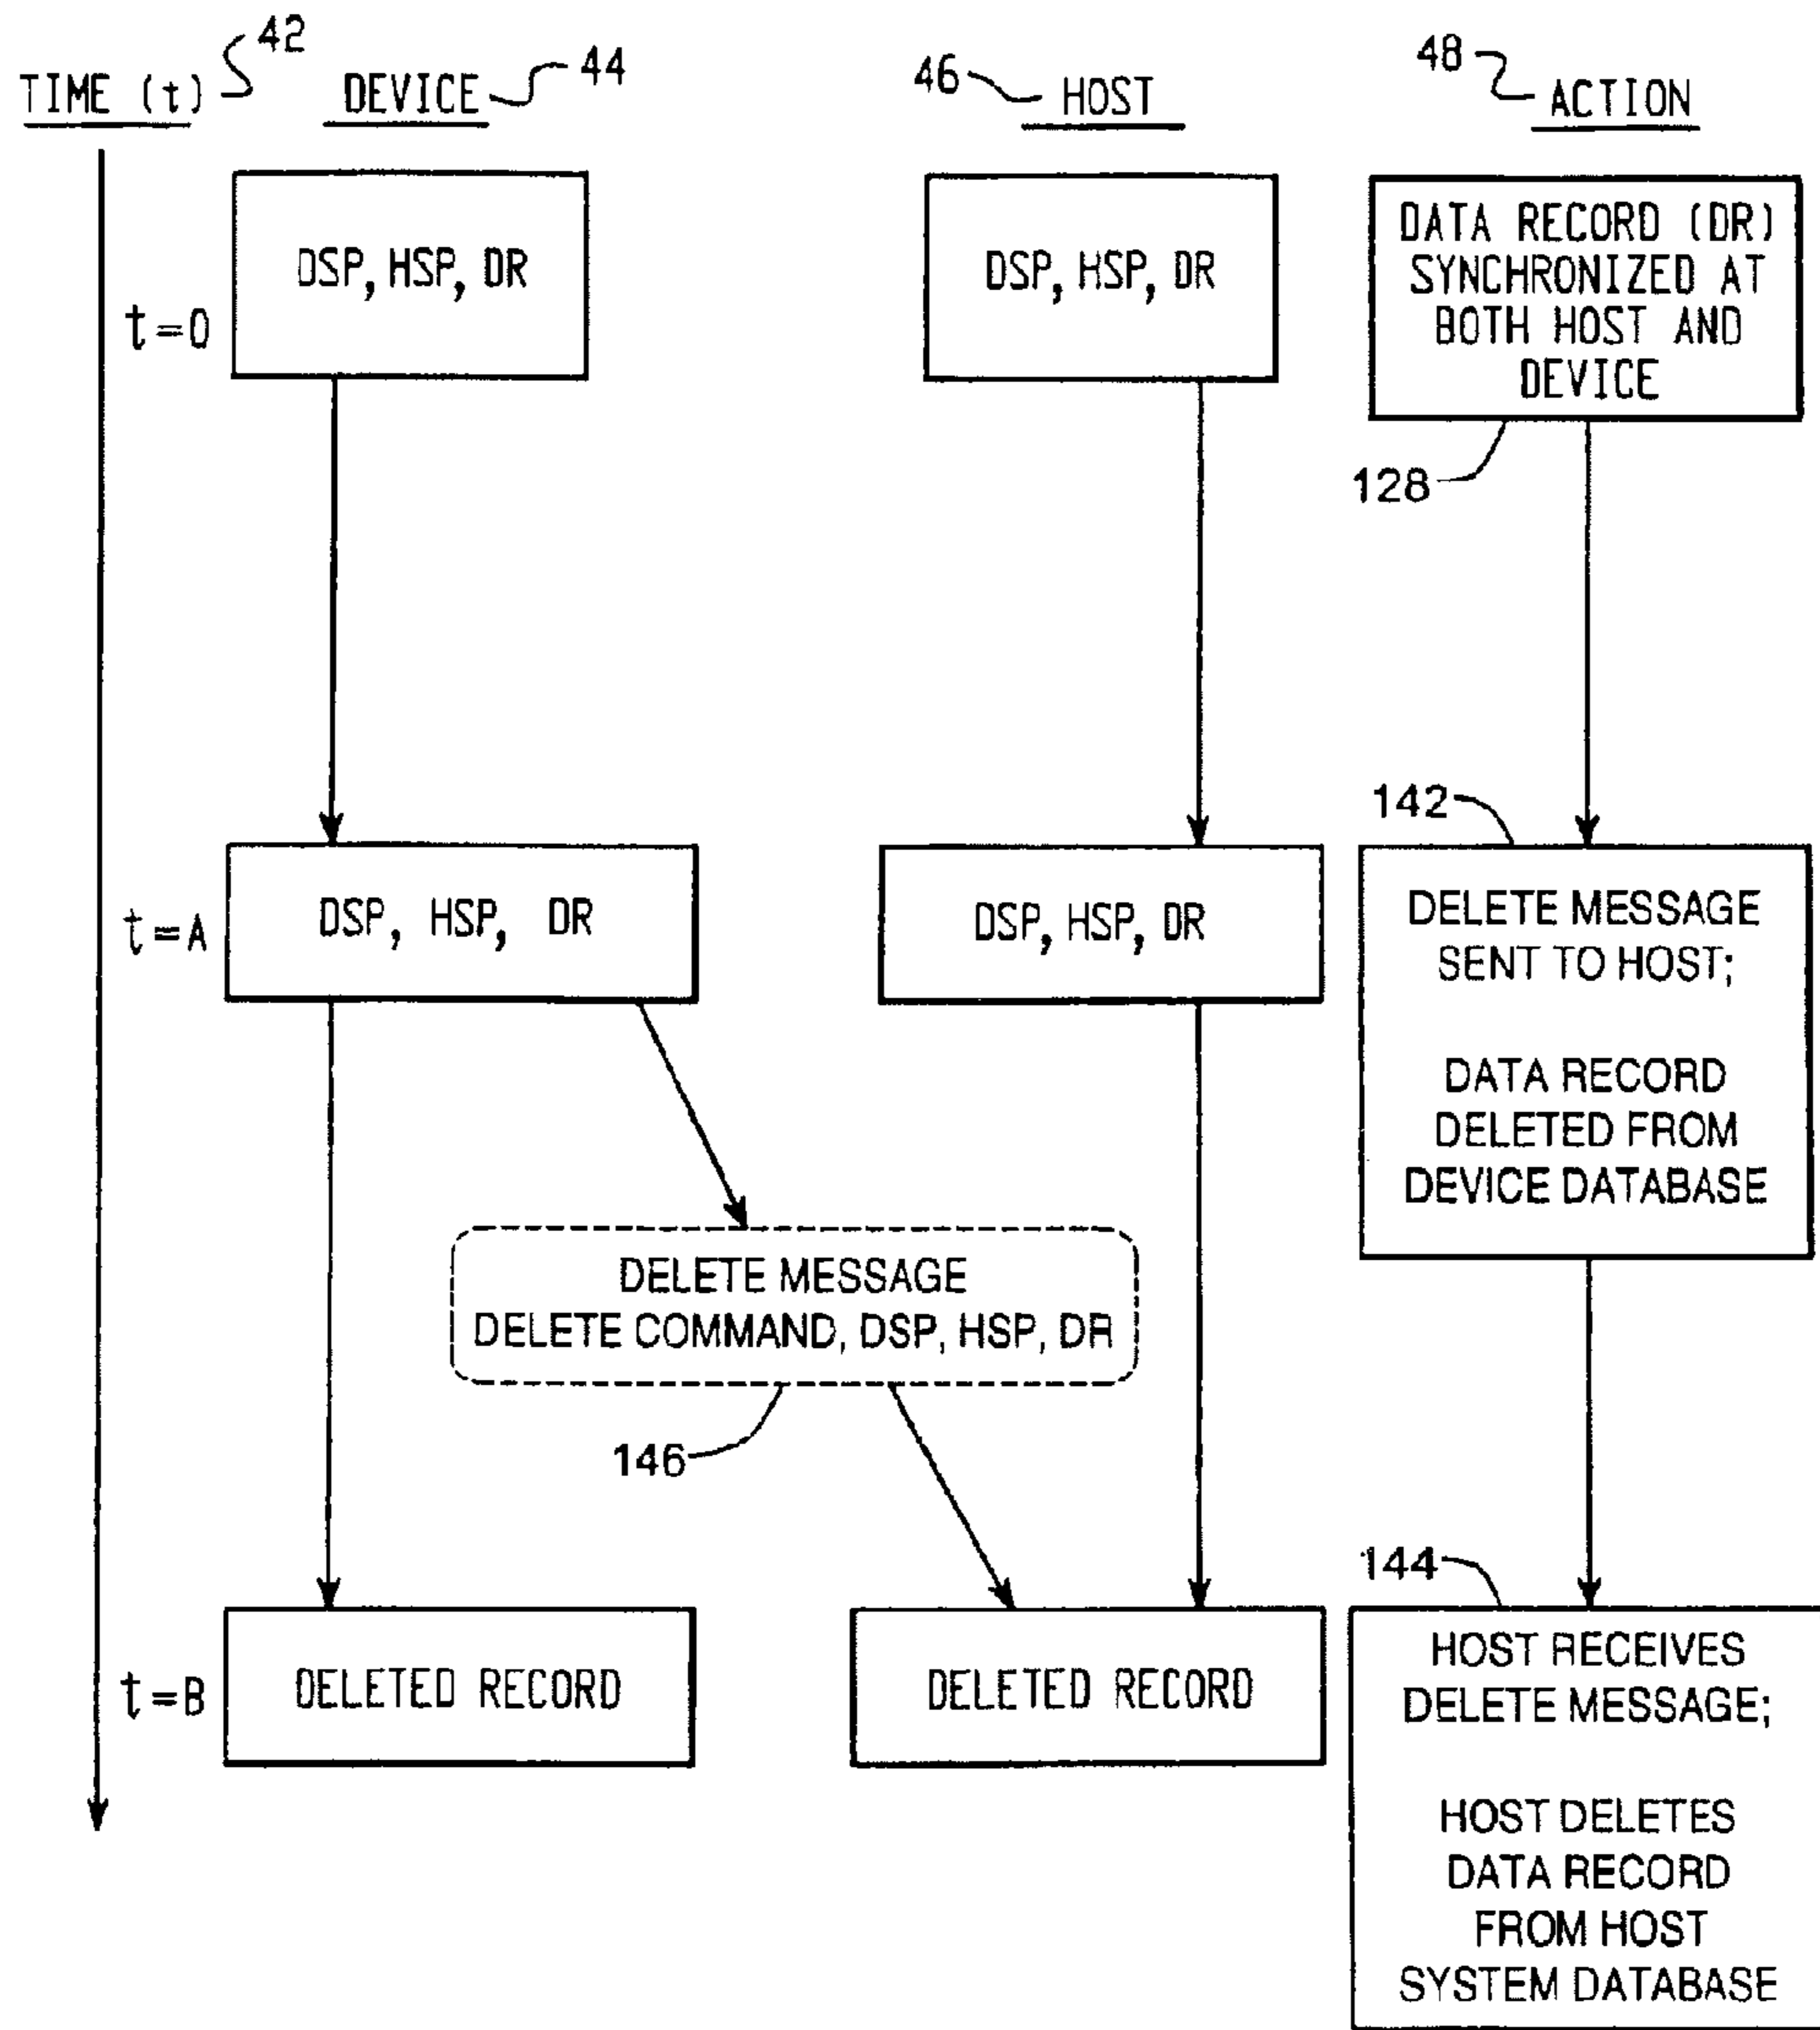 TIME (t) 42
DEVICE 44
46 HOST
48 ACTION
t=0
DSP, HSP, DR
DSP, HSP, DR
DATA RECORD (DR)
SYNCHRONIZED AT
BOTH HOST AND
DEVICE
128
t=A
DSP, HSP, DR
DSP, HSP, DR
142
DELETE MESSAGE
SENT TO HOST;
DATA RECORD
DELETED FROM
DEVICE DATABASE
DELETE MESSAGE
DELETE COMMAND, DSP, HSP, DR
146
t=B
DELETED RECORD
DELETED RECORD
144
HOST RECEIVES
DELETE MESSAGE;
HOST DELETES
DATA RECORD
FROM HOST
SYSTEM DATABASE